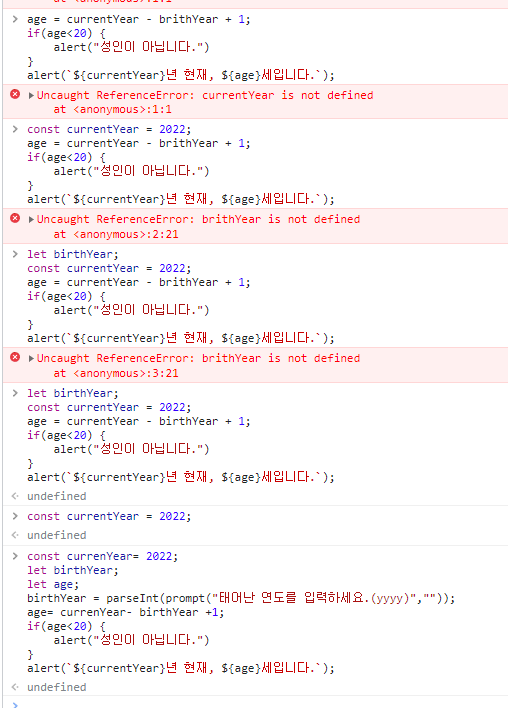 > age = currentYear - brithYear + 1;
if(age<20) {
    alert("성인이 아닙니다.")
}
alert(`${currentYear}년 현재, ${age}세입니다.`);
Uncaught ReferenceError: currentYear is not defined
    at <anonymous>:1:1
> const currentYear = 2022;
age = currentYear - brithYear + 1;
if(age<20) {
    alert("성인이 아닙니다.")
}
alert(`${currentYear}년 현재, ${age}세입니다.`);
Uncaught ReferenceError: brithYear is not defined
    at <anonymous>:2:21
> let birthYear;
const currentYear = 2022;
age = currentYear - brithYear + 1;
if(age<20) {
    alert("성인이 아닙니다.")
}
alert(`${currentYear}년 현재, ${age}세입니다.`);
Uncaught ReferenceError: brithYear is not defined
    at <anonymous>:3:21
> let birthYear;
const currentYear = 2022;
age = currentYear - birthYear + 1;
if(age<20) {
    alert("성인이 아닙니다.")
}
alert(`${currentYear}년 현재, ${age}세입니다.`);
undefined
> const currentYear = 2022;
undefined
> const currenYear= 2022;
let birthYear;
let age;
birthYear = parseInt(prompt("태어난 연도를 입력하세요.(yyyy)",""));
age= currenYear- birthYear +1;
if(age<20) {
    alert("성인이 아닙니다.")
}
alert(`${currentYear}년 현재, ${age}세입니다.`);
undefined
>